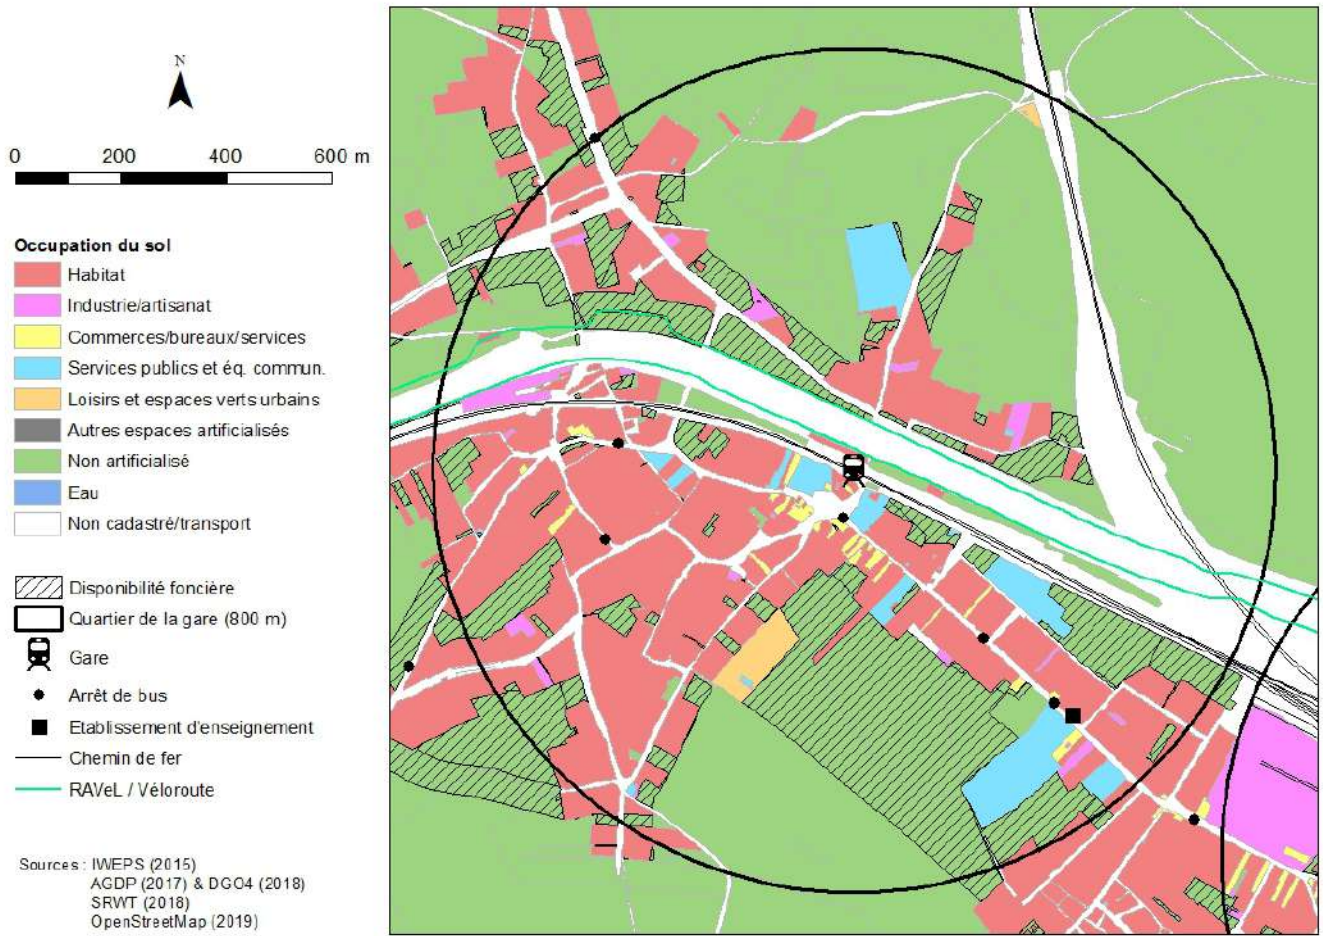 N
0 200 400 600 m
Occupation du sol
Habitat
Industrie/artisanat
Commerces/bureaux/services
Services publics et éq. commun.
Loisirs et espaces verts urbains
Autres espaces artificialisés
Non artificialisé
Eau
Non cadastré/transport
Disponibilité foncière
Quartier de la gare (800 m)
Gare
Arrêt de bus
Etablissement d'enseignement
Chemin de fer
RAVeL / Véloroute
Sources : IWEPS (2015)
AGDP (2017) & DGO4 (2018)
SRWT (2018)
OpenStreetMap (2019)